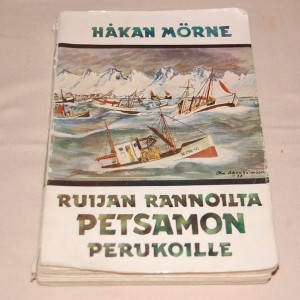 HÅKAN MÖRNE
RUIJAN RANNOILTA
PETSAMON
PERUKOILLE